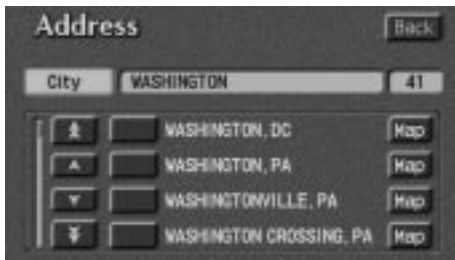 Address Back
City WASHINGTON 41
WASHINGTON, DC Map
WASHINGTON, PA Map
WASHINGTONVILLE, PA Map
WASHINGTON CROSSING, PA Map